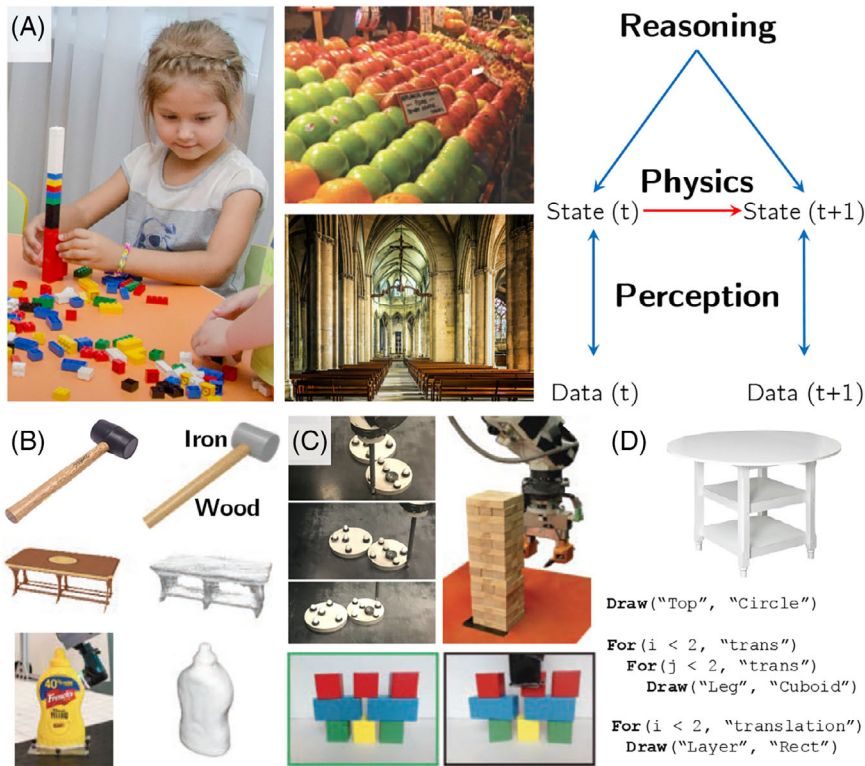 (A)
Reasoning
Physics
State (t)
State (t+1)
Perception
Data (t)
Data (t+1)
(B)
Iron
Wood
40%
French's
(C)
(D)
Draw("Top", "Circle")
For(i < 2, "trans")
For(j < 2, "trans")
Draw("Leg", "Cuboid")
For(i < 2, "translation")
Draw("Layer", "Rect")